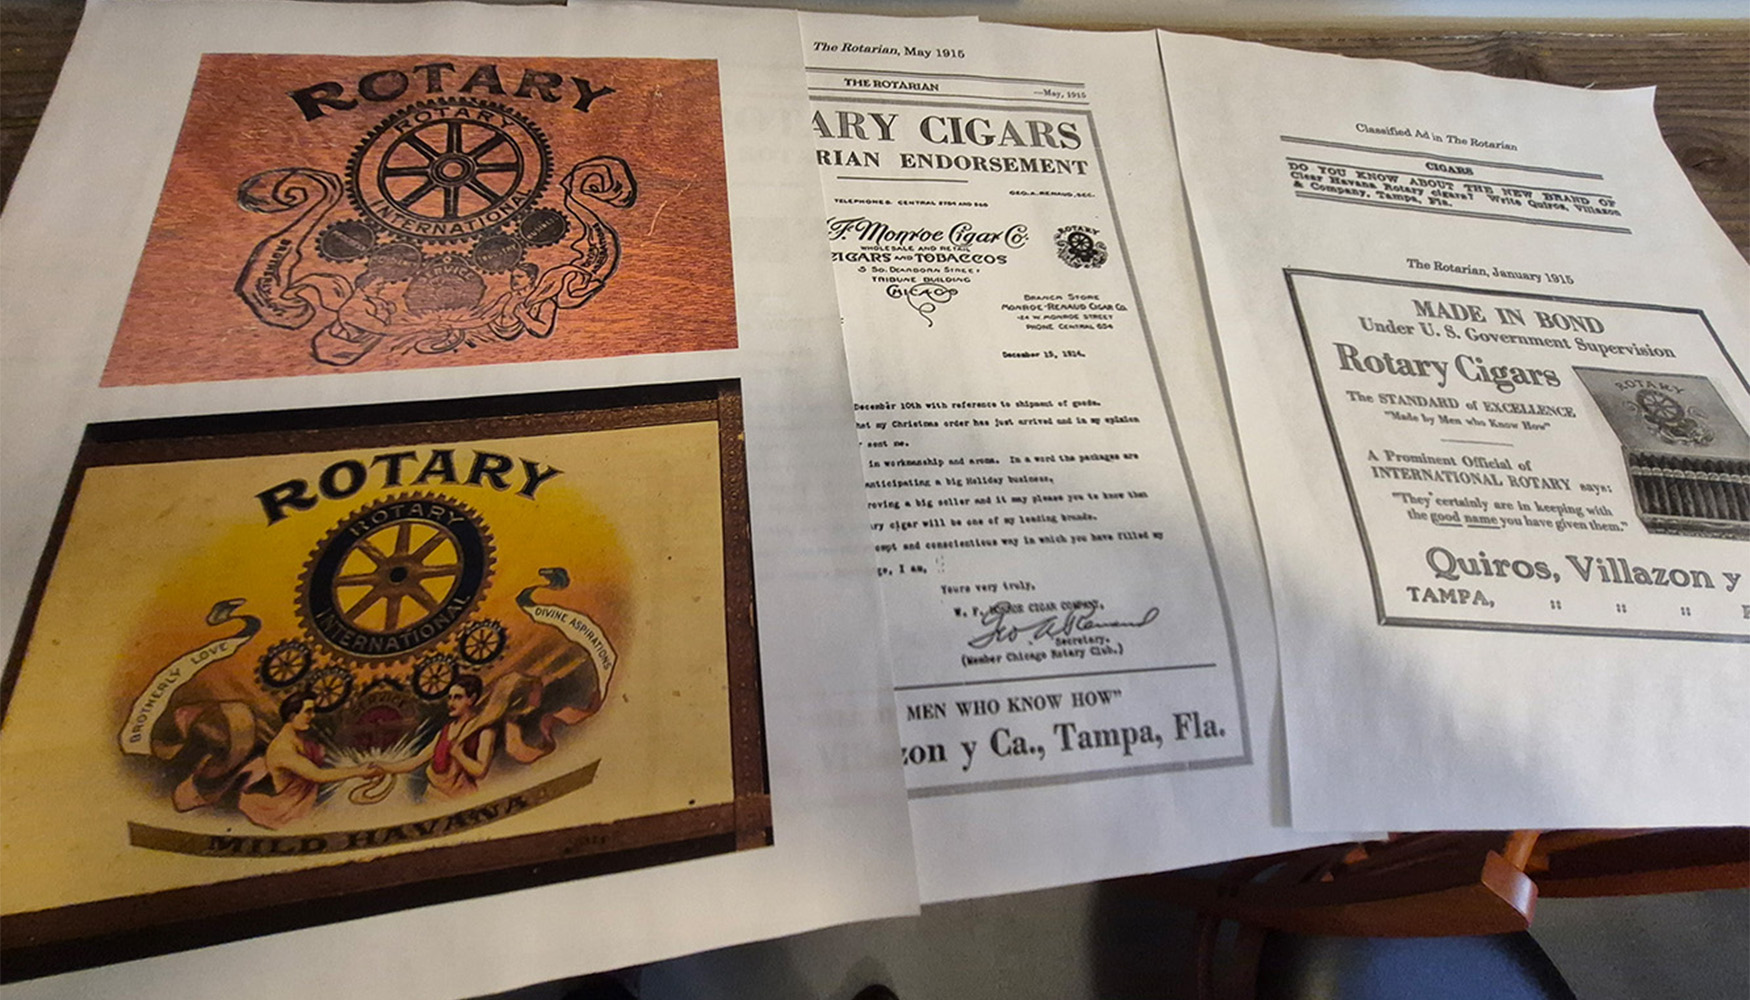 ROTARY
ROTARY
INTERNATIONAL
SERVICE
ROTARY
ROTARY
INTERNATIONAL
BROTHERLY LOVE
DIVINE ASPIRATIONS
SERVICE
MILD HAVANA
The Rotarian, May 1915
THE ROTARIAN
—May, 1915
ARY CIGARS
RIAN ENDORSEMENT
GEO. A. RENAUD, SEC.
TELEPHONES CENTRAL 3704 AND
F. Monroe Cigar Co.
WHOLESALE AND RETAIL
CIGARS AND TOBACCOS
So. Dearborn Street
TRIBUNE BUILDING
CHICAGO
ROTARY
BRANCH STORE
MONROE-RENAUD CIGAR CO.
W. MONROE STREET
PHONE CENTRAL 604
December 15, 1914.
December 10th with reference to shipment of goods.
hat my Christmas order has just arrived and in my opinion
sent me.
in workmanship and aroma. In a word the packages are
anticipating a big Holiday business.
roving a big seller and it may please you to know that
ry cigar will be one of my leading brands.
ompt and conscientious way in which you have filled my
I am,
Yours very truly,
W. F. MONROE CIGAR COMPANY,
Geo A Renaud
Secretary.
(Member Chicago Rotary Club.)
MEN WHO KNOW HOW"
zon y Ca., Tampa, Fla.
Classified Ad in The Rotarian
CIGARS
DO YOU KNOW ABOUT THE NEW BRAND OF
Clear Havana Rotary cigars? Write Quiros, Villazon
& Company, Tampa, Fla.
The Rotarian, January 1915
MADE IN BOND
Under U. S. Government Supervision
Rotary Cigars
The STANDARD of EXCELLENCE
"Made by Men who Know How"
A Prominent Official of
INTERNATIONAL ROTARY says:
"They certainly are in keeping with
the good name you have given them."
ROTARY
Quiros, Villazon y
TAMPA,